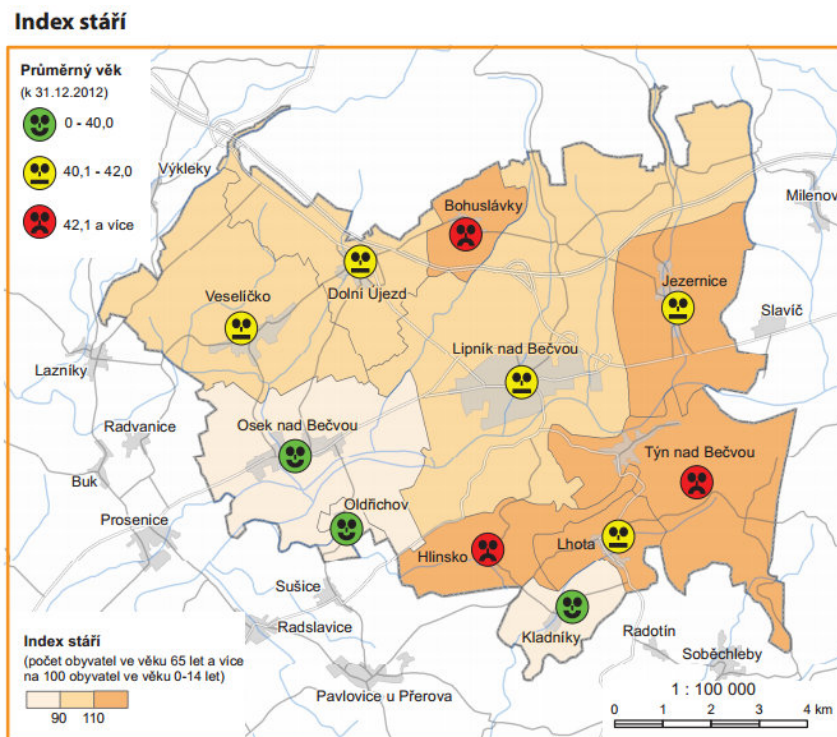 Index stáří
Průměrný věk
(k 31.12.2012)
0 - 40,0
40,1 - 42,0
42,1 a více
Výkleky
Bohuslávky
Milenov
Dolní Újezd
Jezernice
Veselíčko
Slavíč
Lipník nad Bečvou
Lazníky
Radvanice
Osek nad Bečvou
Týn nad Bečvou
Buk
Oldřichov
Prosenice
Hlinsko
Lhota
Sušice
Radslavice
Kladníky
Radotín
Soběchleby
Pavlovice u Přerova
Index stáří
(počet obyvatel ve věku 65 let a více
na 100 obyvatel ve věku 0-14 let)
90 110
1 : 100 000
0 1 2 3 4 km